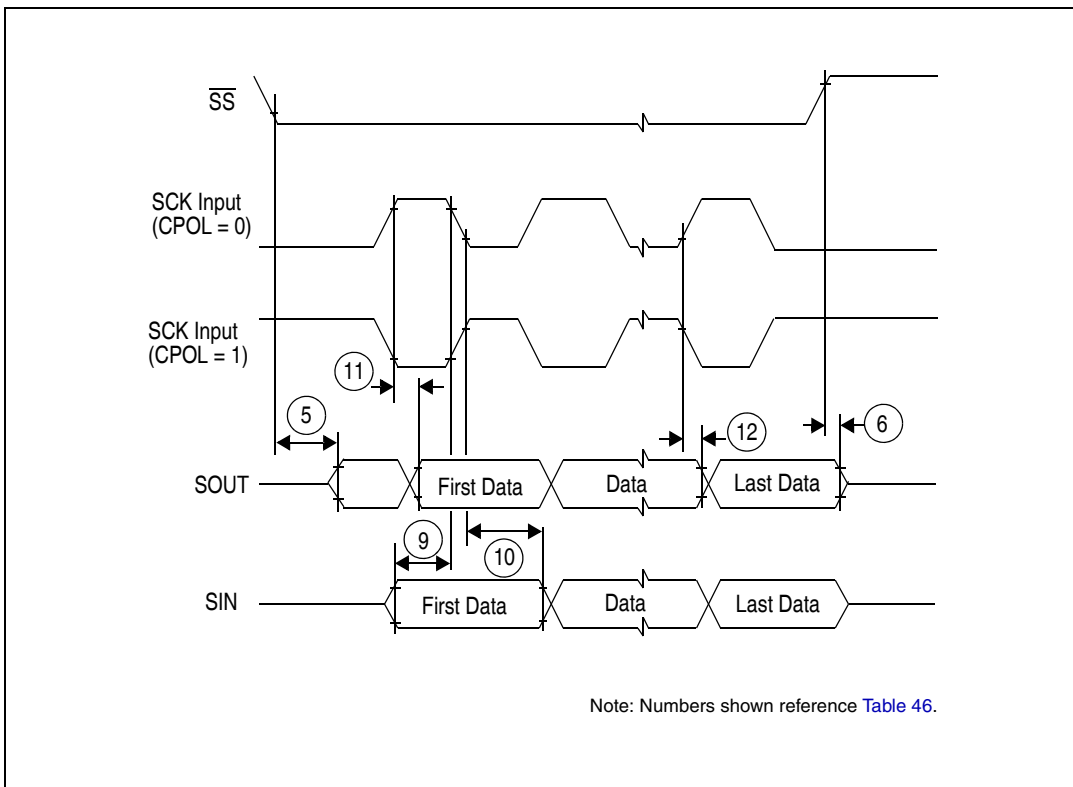 SS
SCK Input
(CPOL = 0)
SCK Input
(CPOL = 1)
11
5
12
6
SOUT
First Data
Data
Last Data
9
10
SIN
First Data
Data
Last Data
Note: Numbers shown reference Table 46.